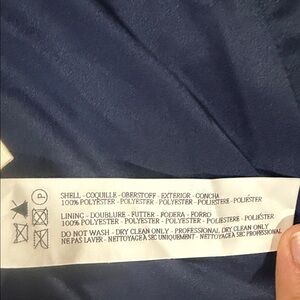 SHELL - COQUILLE - OBERSTOFF - EXTERIOR - CONCHA
100% POLYESTER - POLYESTER - POLYESTER - POLIESTERE - POLIÉSTER
LINING - DOUBLURE - FUTTER - FODERA - FORRO
100% POLYESTER - POLYESTER - POLYESTER - POLIESTERE - POLIÉSTER
DO NOT WASH - DRY CLEAN ONLY - PROFESSIONAL DRY CLEAN ONLY
NE PAS LAVER - NETTOYAGE A SEC UNIQUEMENT - NETTOYAGE A SEC PROFESSIONAL
P